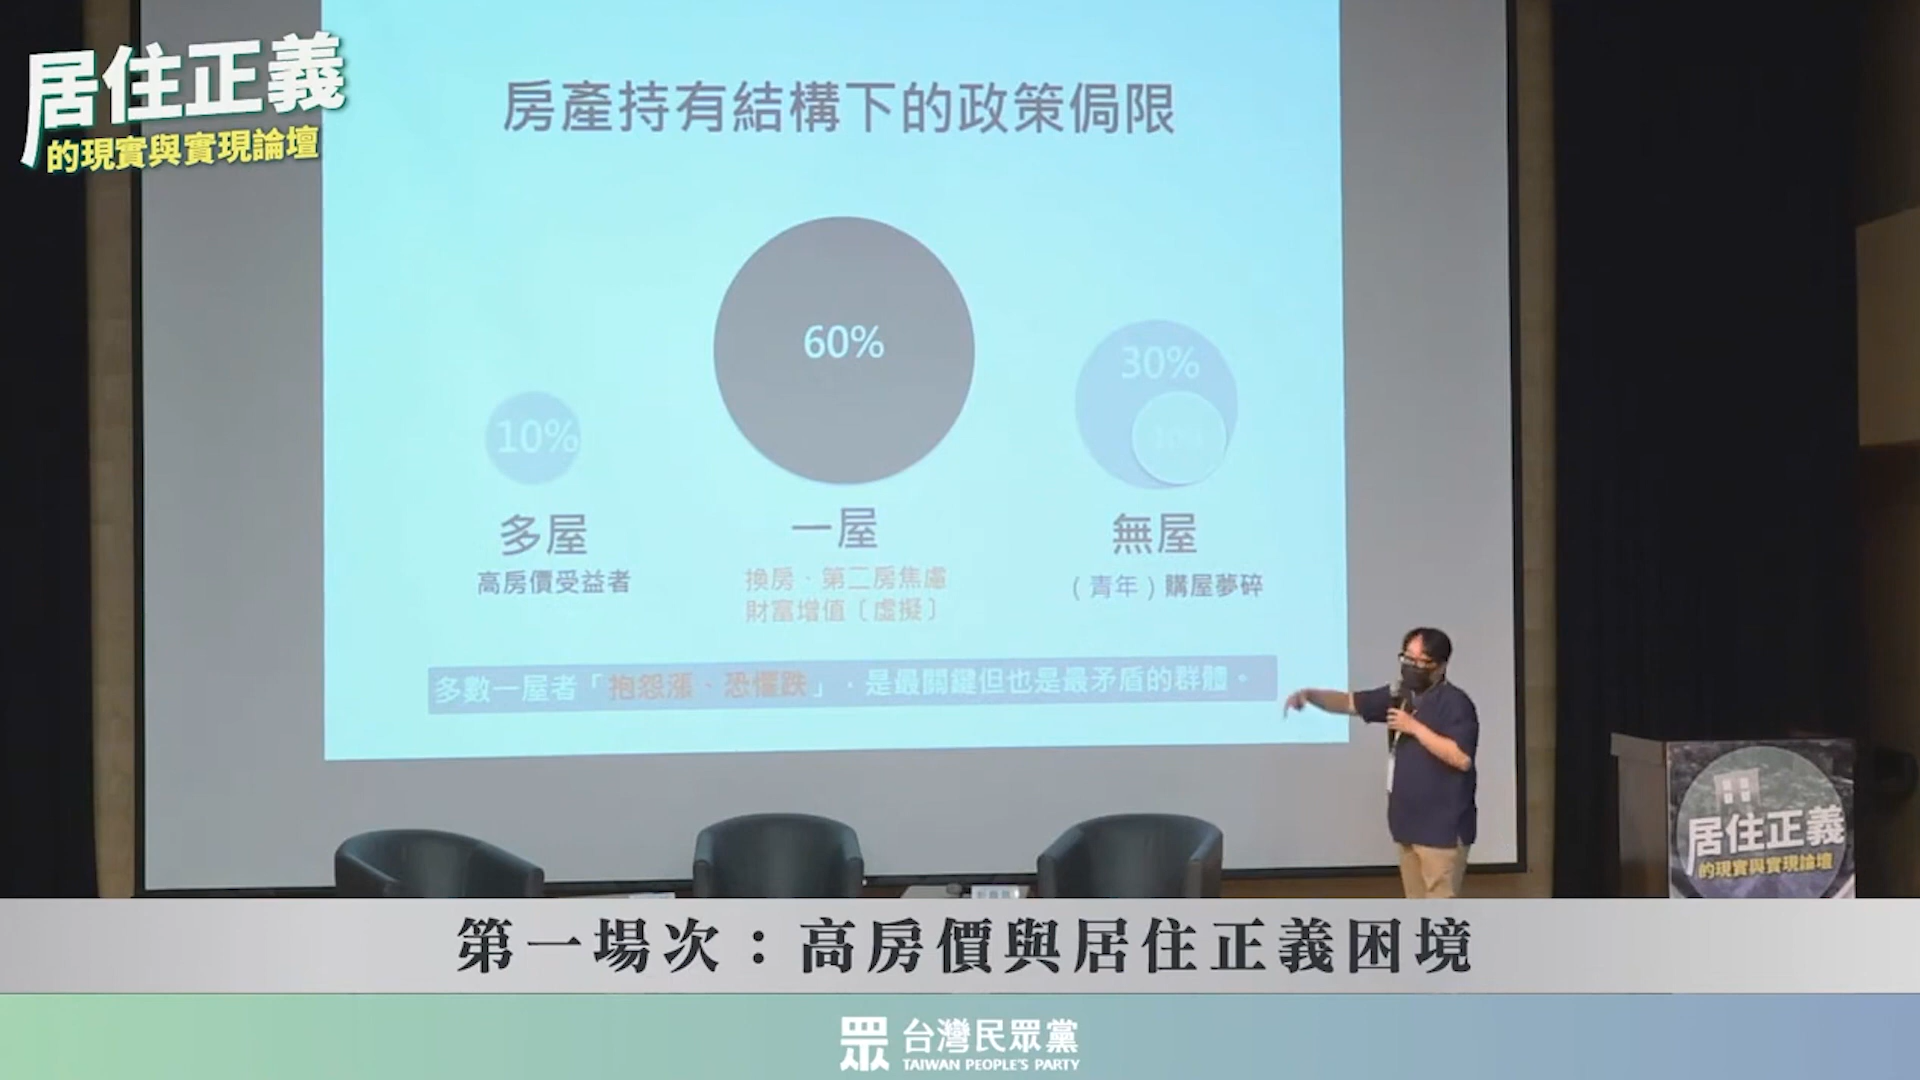 居住正義
的現實與實現論壇
房產持有結構下的政策侷限
60%
30%
10%
多屋
一屋
無屋
高房價受益者
換房、第二房焦慮
財富增值〔虛擬〕
（青年）購屋夢碎
多數一屋者「抱怨漲、恐懼跌」，是最關鍵但也是最矛盾的群體。
居住正義
的現實與實現論壇
第一場次：高房價與居住正義困境
眾 台灣民眾黨
TAIWAN PEOPLE'S PARTY